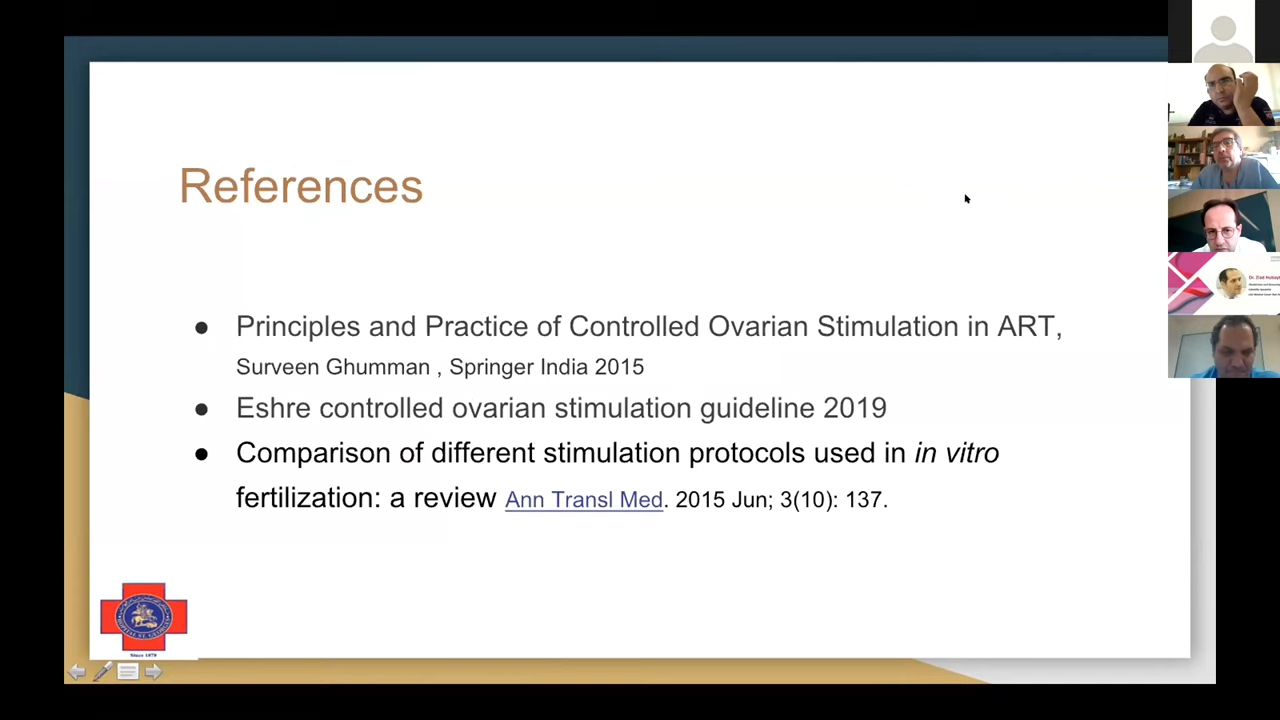 References
● Principles and Practice of Controlled Ovarian Stimulation in ART,
Surveen Ghumman , Springer India 2015
● Eshre controlled ovarian stimulation guideline 2019
● Comparison of different stimulation protocols used in in vitro
fertilization: a review Ann Transl Med. 2015 Jun; 3(10): 137.
Since 1878